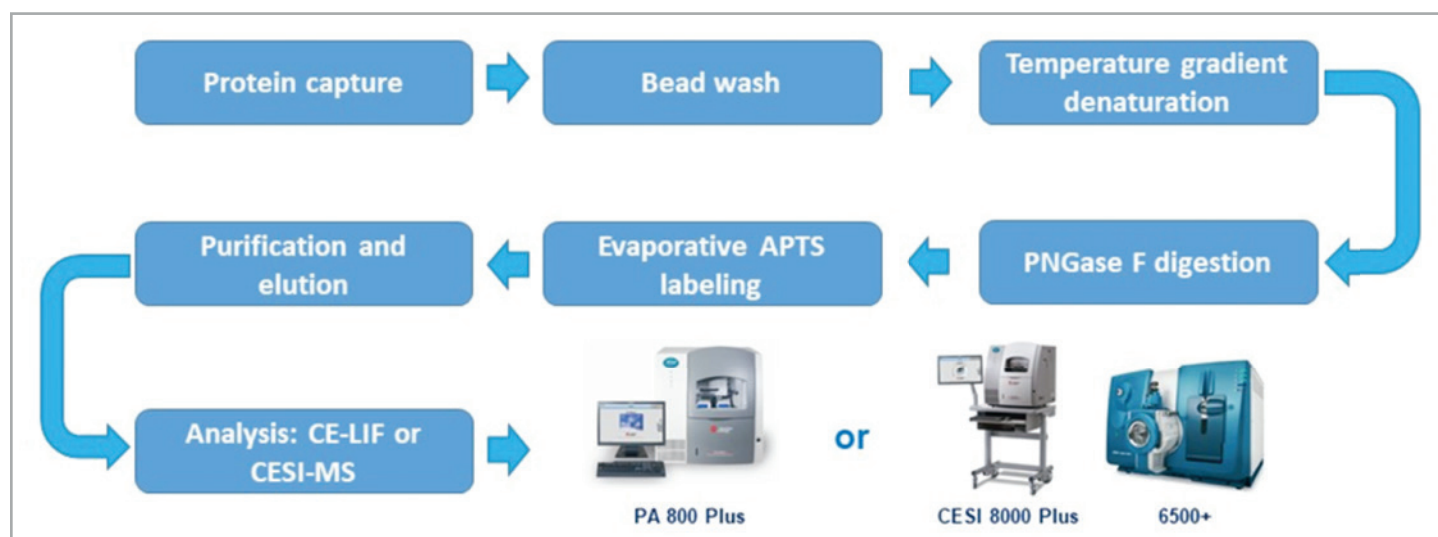 Protein capture
Bead wash
Temperature gradient
denaturation
PNGase F digestion
Evaporative APTS
labeling
Purification and
elution
Analysis: CE-LIF or
CESI-MS
or
PA 800 Plus
CESI 8000 Plus
6500+